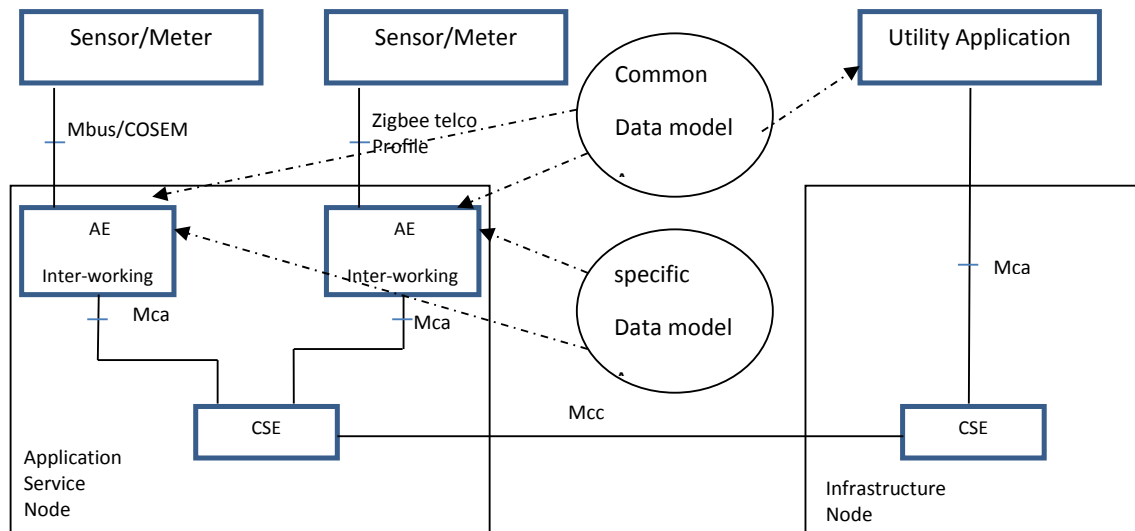 Sensor/Meter
Sensor/Meter
Utility Application
Common
Data model
Mbus/COSEM
Zigbee telco
Profile
AE
Inter-working
AE
Inter-working
specific
Data model
Mca
Mca
Mca
Mcc
CSE
CSE
Application
Service
Node
Infrastructure
Node